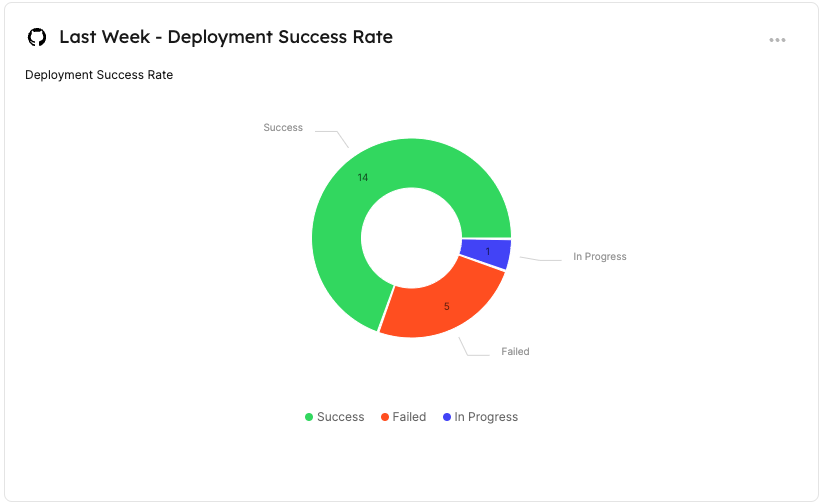 Last Week - Deployment Success Rate
Deployment Success Rate
Success
14
1
In Progress
5
Failed
Success Failed In Progress